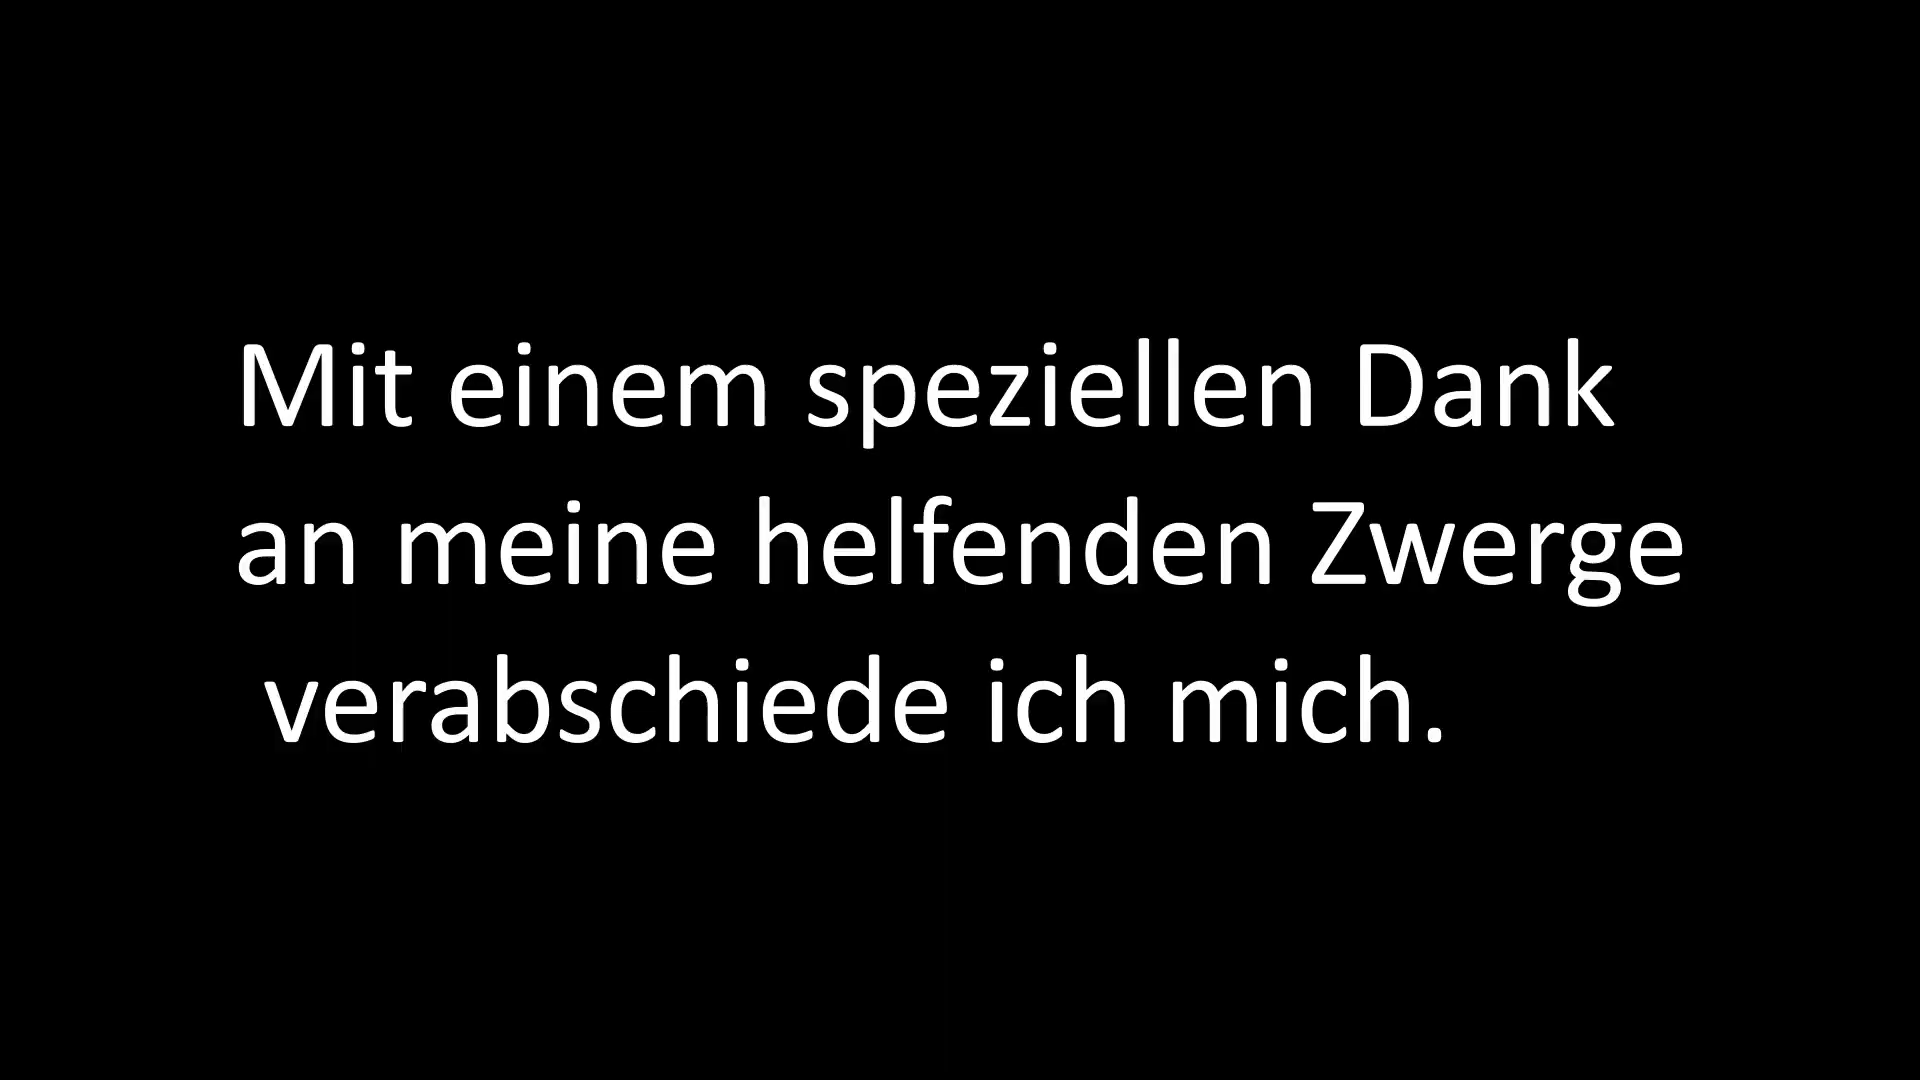 Mit einem speziellen Dank
an meine helfenden Zwerge
verabschiede ich mich.